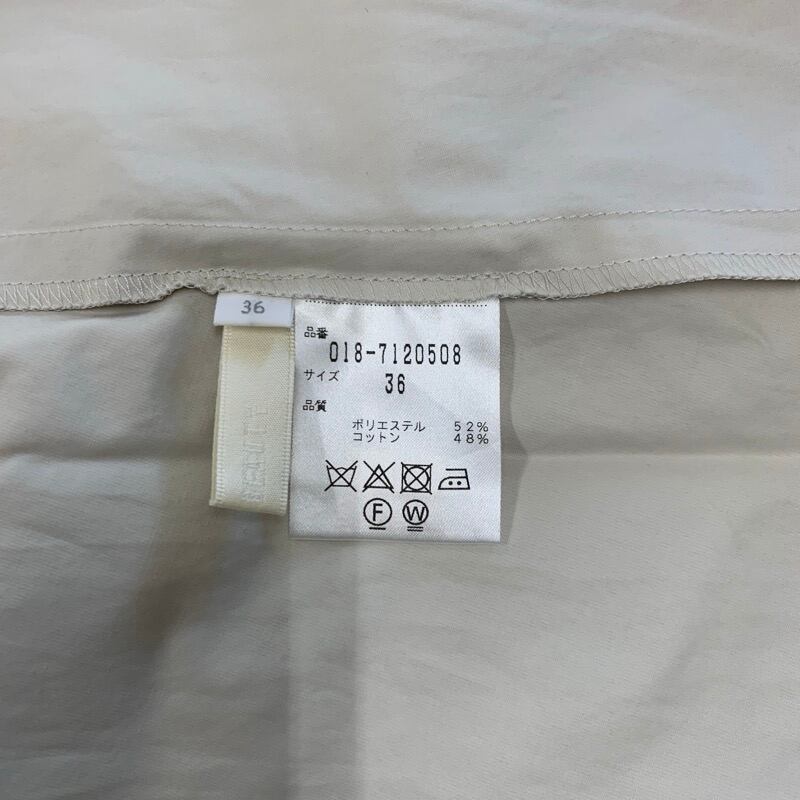 36
品番
018-7120508
サイズ
36
品質
ポリエステル 52%
コットン 48%
F W